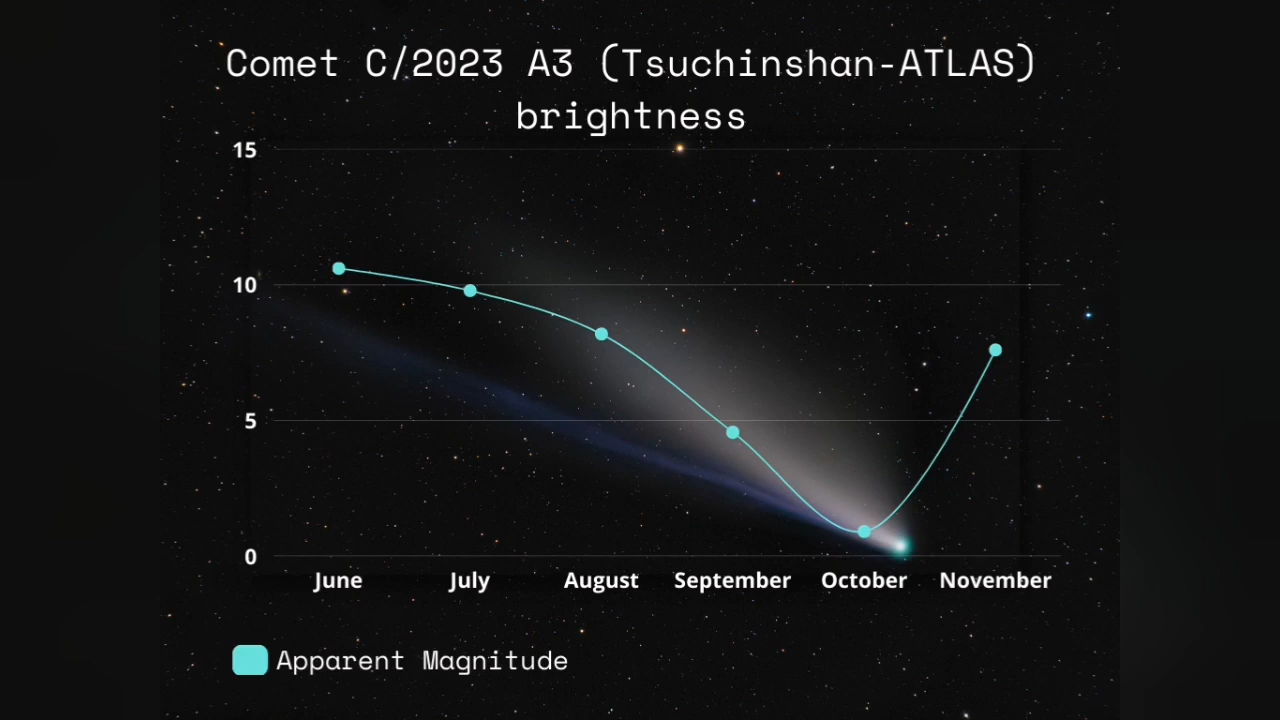 Comet C/2023 A3 (Tsuchinshan-ATLAS)
brightness
15
10
5
0
June July August September October November
Apparent Magnitude